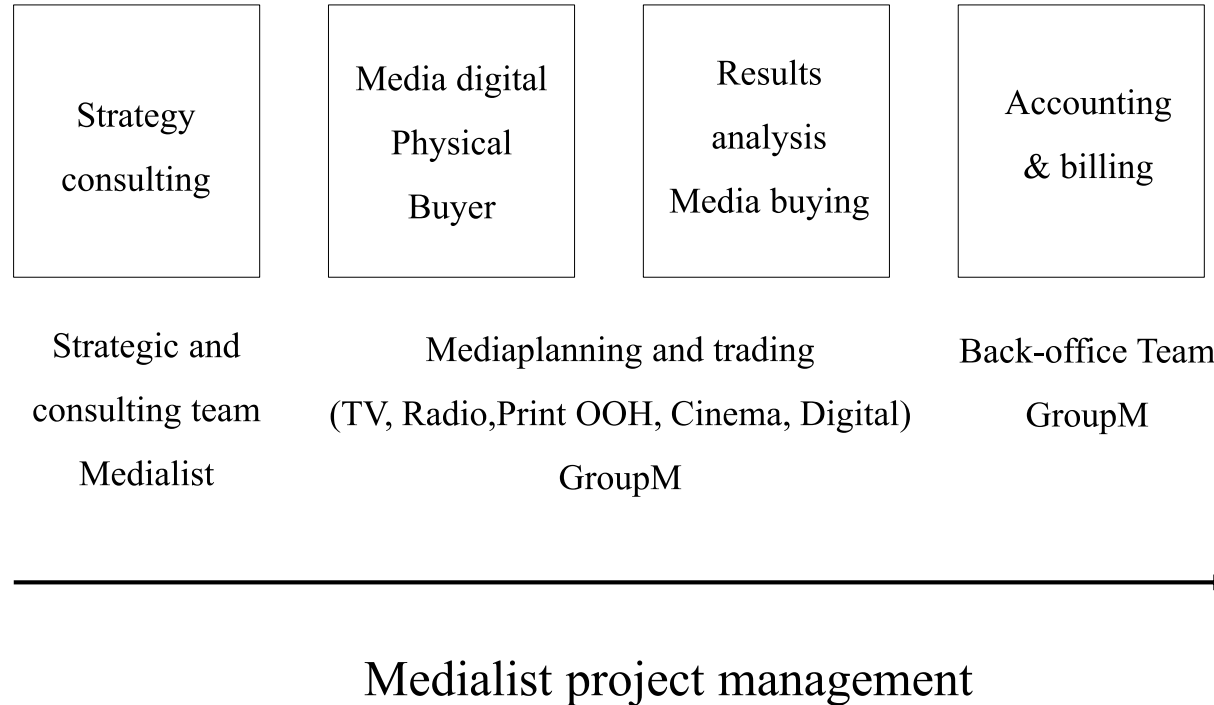 Strategy
consulting
Media digital
Physical
Buyer
Results
analysis
Media buying
Accounting
& billing
Strategic and
consulting team
Medialist
Mediaplanning and trading
(TV, Radio,Print OOH, Cinema, Digital)
GroupM
Back-office Team
GroupM
Medialist project management